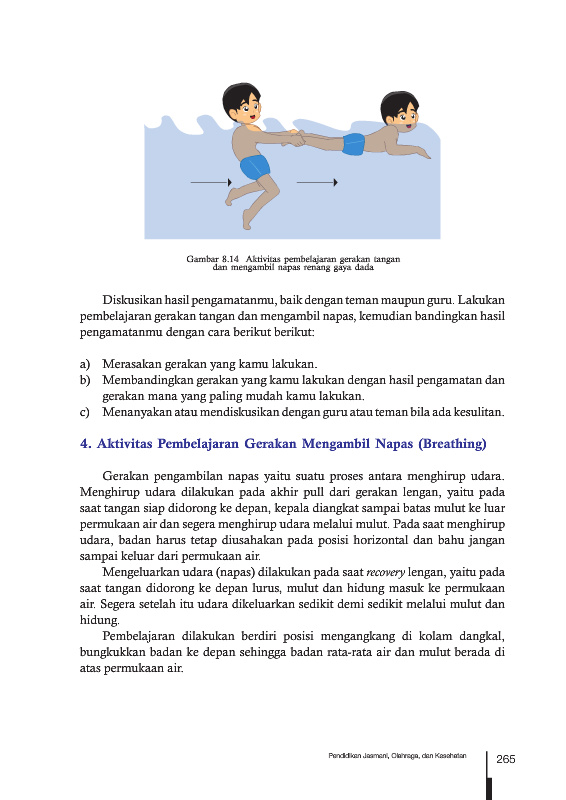 Gambar 8.14 Aktivitas pembelajaran gerakan tangan
dan mengambil napas renang gaya dada
Diskusikan hasil pengamatanmu, baik dengan teman maupun guru. Lakukan
pembelajaran gerakan tangan dan mengambil napas, kemudian bandingkan hasil
pengamatanmu dengan cara berikut berikut:
a) Merasakan gerakan yang kamu lakukan.
b) Membandingkan gerakan yang kamu lakukan dengan hasil pengamatan dan
gerakan mana yang paling mudah kamu lakukan.
c) Menanyakan atau mendiskusikan dengan guru atau teman bila ada kesulitan.
4. Aktivitas Pembelajaran Gerakan Mengambil Napas (Breathing)
Gerakan pengambilan napas yaitu suatu proses antara menghirup udara.
Menghirup udara dilakukan pada akhir pull dari gerakan lengan, yaitu pada
saat tangan siap didorong ke depan, kepala diangkat sampai batas mulut ke luar
permukaan air dan segera menghirup udara melalui mulut. Pada saat menghirup
udara, badan harus tetap diusahakan pada posisi horizontal dan bahu jangan
sampai keluar dari permukaan air.
Mengeluarkan udara (napas) dilakukan pada saat recovery lengan, yaitu pada
saat tangan didorong ke depan lurus, mulut dan hidung masuk ke permukaan
air. Segera setelah itu udara dikeluarkan sedikit demi sedikit melalui mulut dan
hidung.
Pembelajaran dilakukan berdiri posisi mengangkang di kolam dangkal,
bungkukkan badan ke depan sehingga badan rata-rata air dan mulut berada di
atas permukaan air.
Pendidikan Jasmani, Olahraga, dan Kesehatan
265